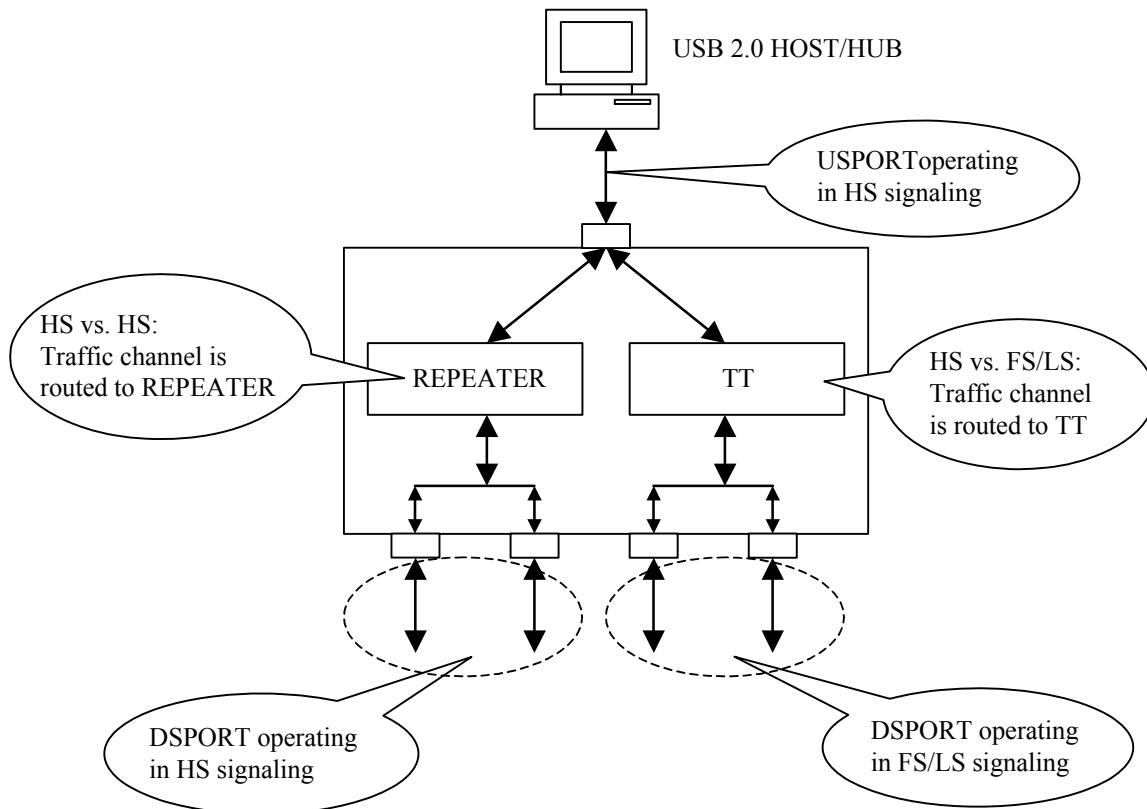 USB 2.0 HOST/HUB
USPORToperating
in HS signaling
HS vs. HS:
Traffic channel is
routed to REPEATER
REPEATER
TT
HS vs. FS/LS:
Traffic channel
is routed to TT
DSPORT operating
in HS signaling
DSPORT operating
in FS/LS signaling